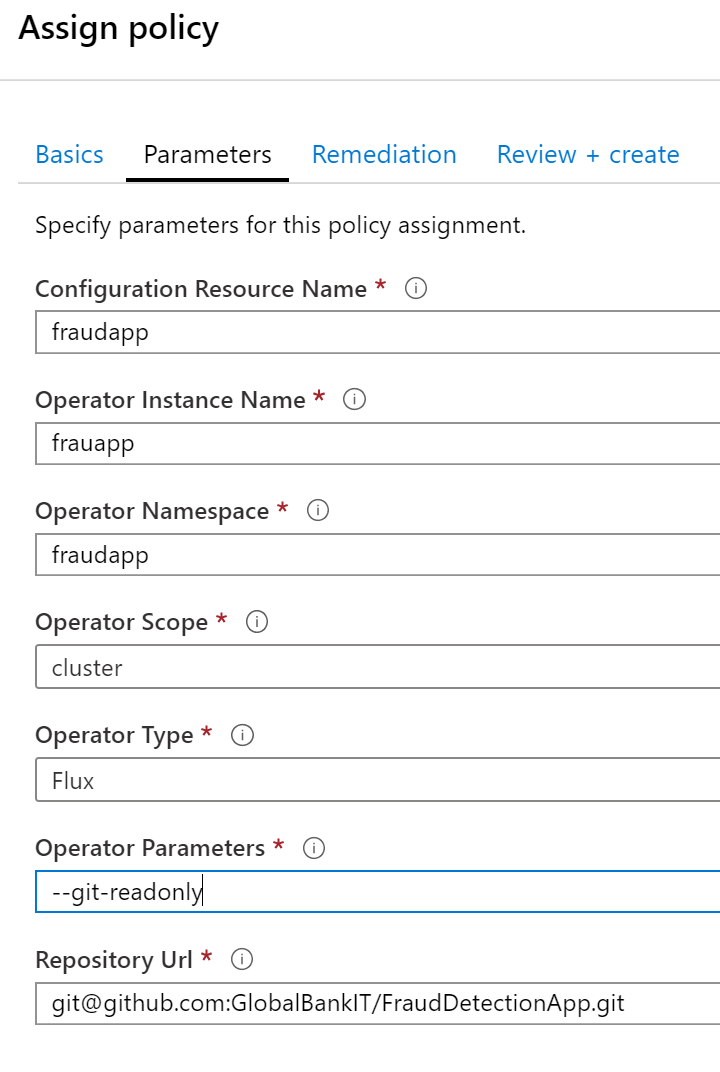 Assign policy
Basics Parameters Remediation Review + create
Specify parameters for this policy assignment.
Configuration Resource Name *
fraudapp
Operator Instance Name *
frauapp
Operator Namespace *
fraudapp
Operator Scope *
cluster
Operator Type *
Flux
Operator Parameters *
--git-readonly
Repository Url *
git@github.com:GlobalBankIT/FraudDetectionApp.git